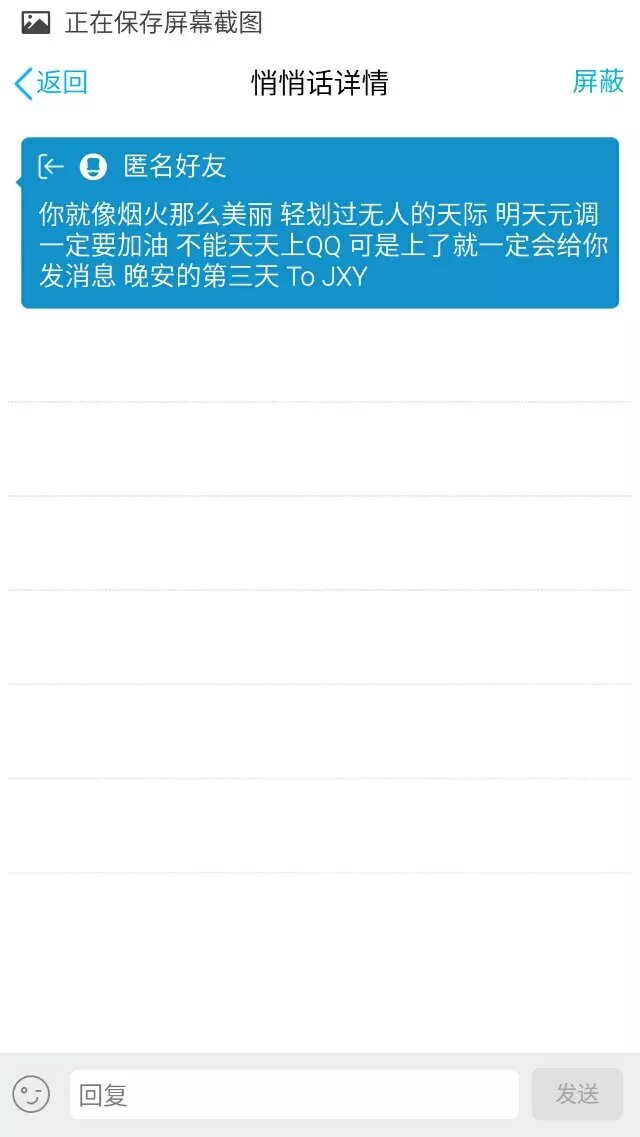 正在保存屏幕截图
返回 悄悄话详情 屏蔽
匿名好友
你就像烟火那么美丽 轻划过无人的天际 明天元调
一定要加油 不能天天上QQ 可是上了就一定会给你
发消息 晚安的第三天 To JXY
回复 发送